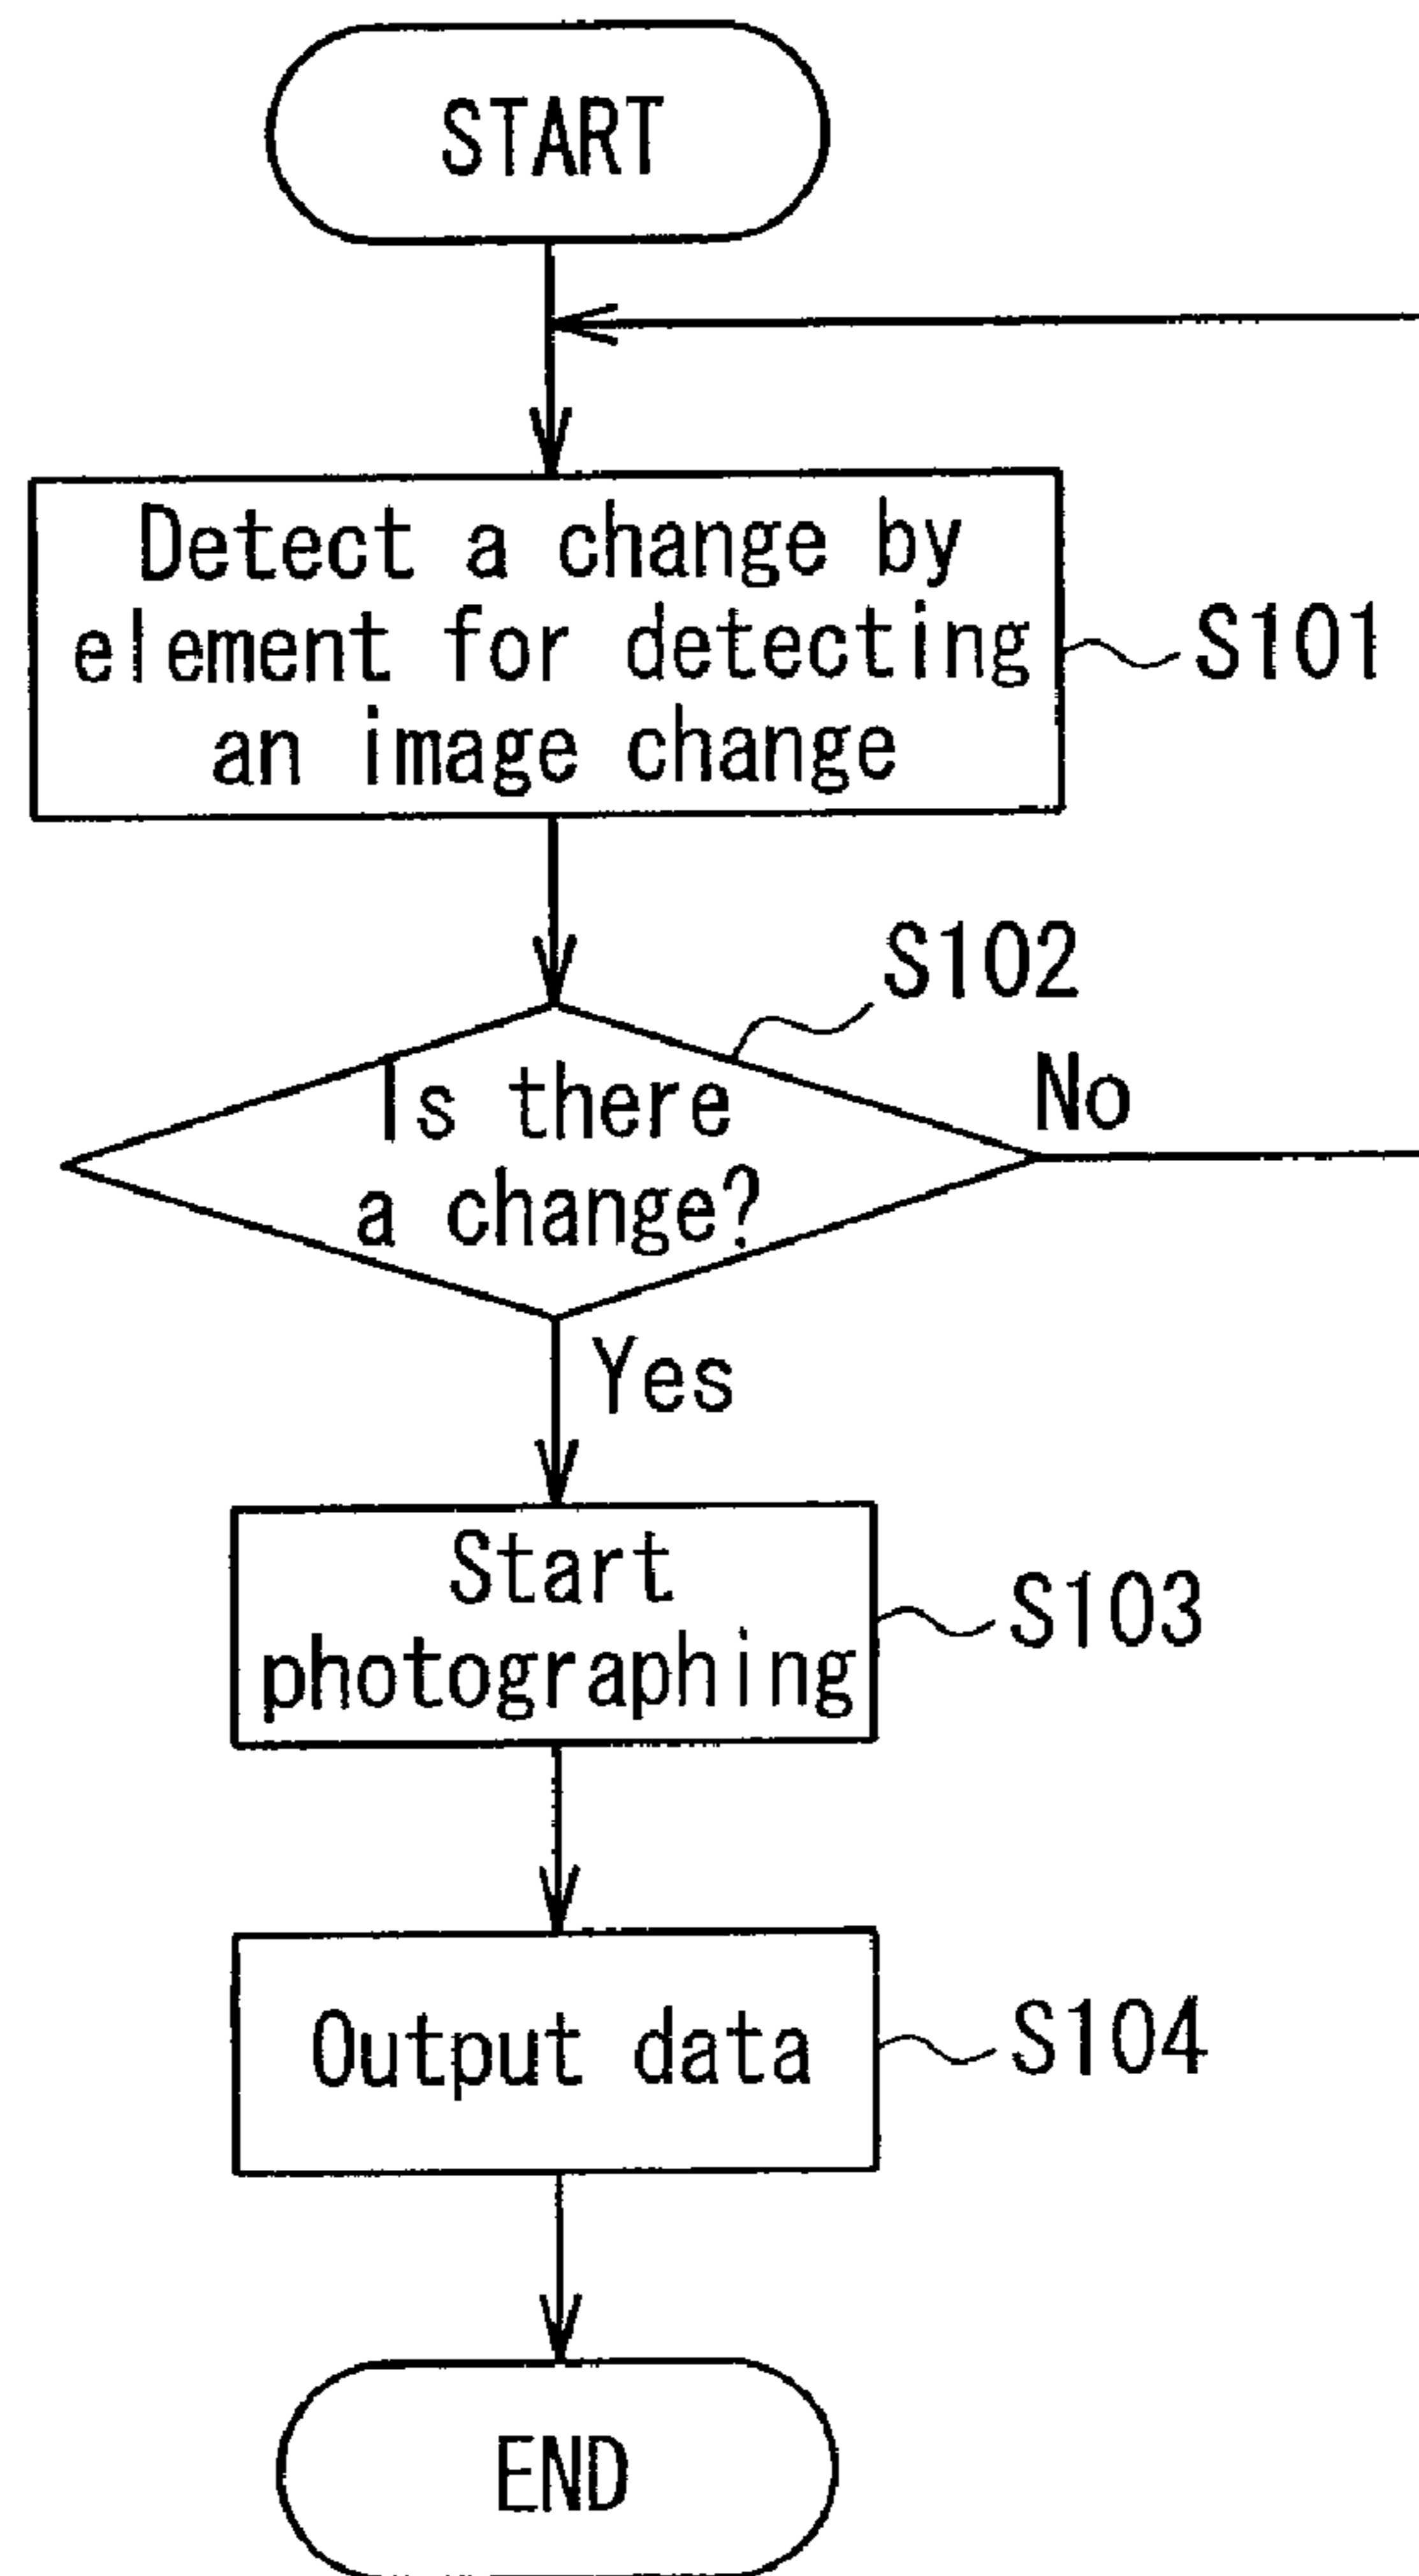 START
Detect a change by
element for detecting
an image change
S101
S102
Is there
a change?
No
Yes
Start
photographing
S103
Output data
S104
END